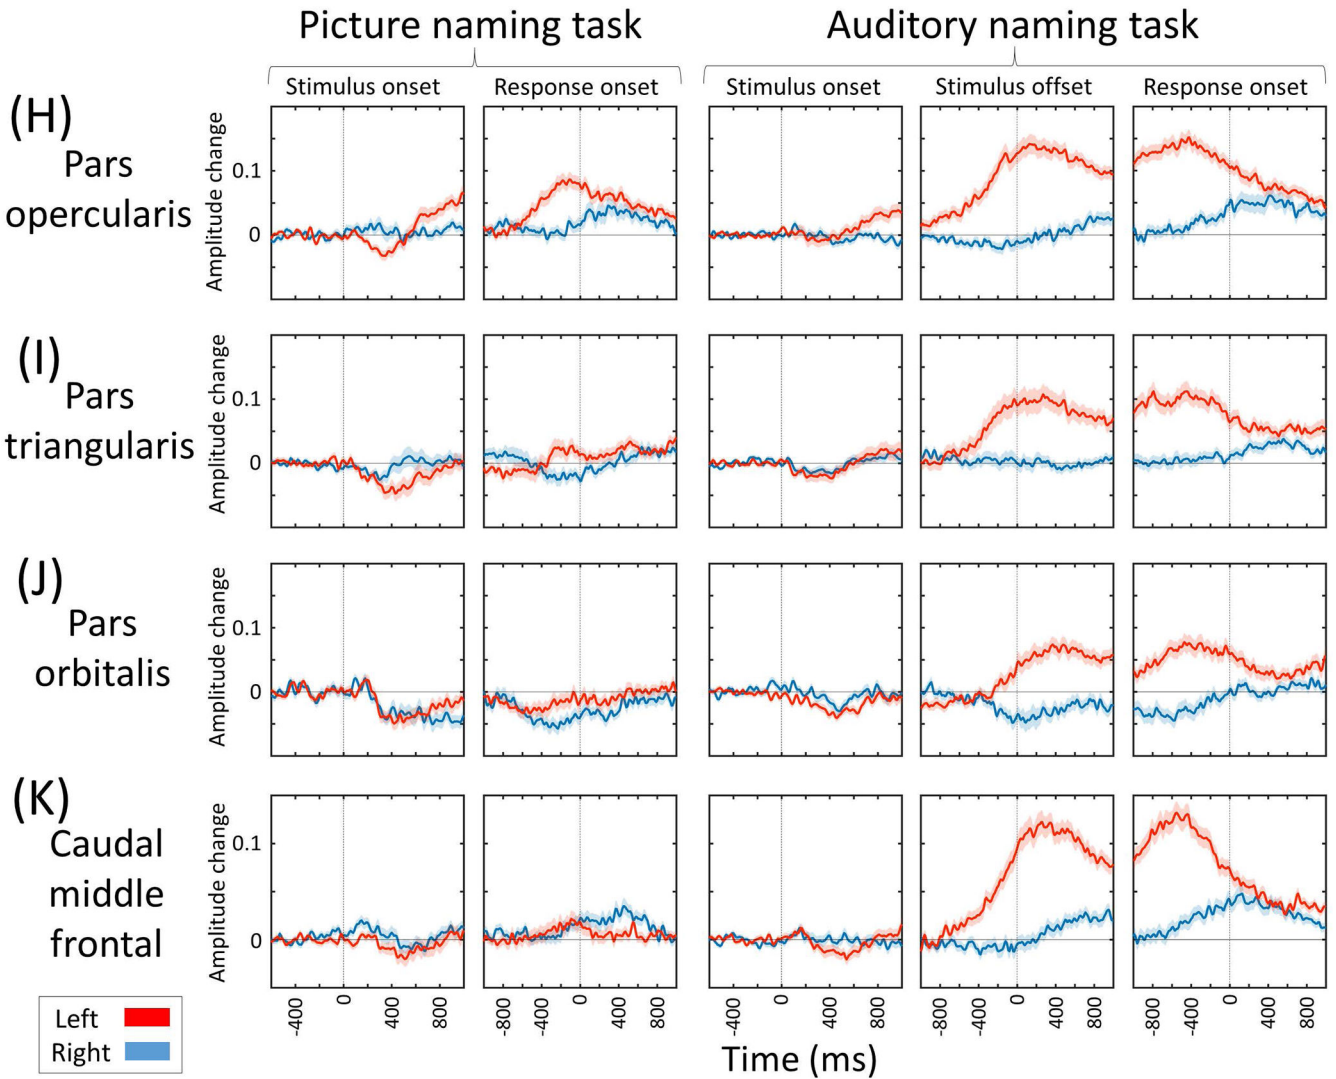 Picture naming task
Auditory naming task
Stimulus onset
Response onset
Stimulus onset
Stimulus offset
Response onset
(H)
Pars
opercularis
Amplitude change
0.1
0
(I)
Pars
triangularis
Amplitude change
0.1
0
(J)
Pars
orbitalis
Amplitude change
0.1
0
(K)
Caudal
middle
frontal
Amplitude change
0.1
0
-400 0 400 800
-800 -400 0 400 800
-400 0 400 800
-800 -400 0 400 800
-800 -400 0 400 800
Time (ms)
Left
Right